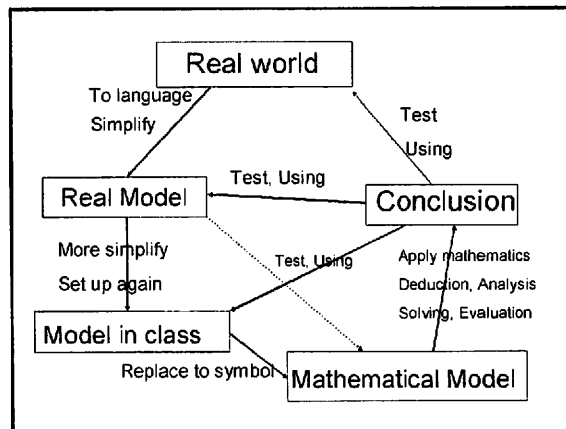 Real world
To language
Simplify
Test
Using
Real Model
Test, Using
Conclusion
More simplify
Set up again
Test, Using
Apply mathematics
Deduction, Analysis
Solving, Evaluation
Model in class
Replace to symbol
Mathematical Model